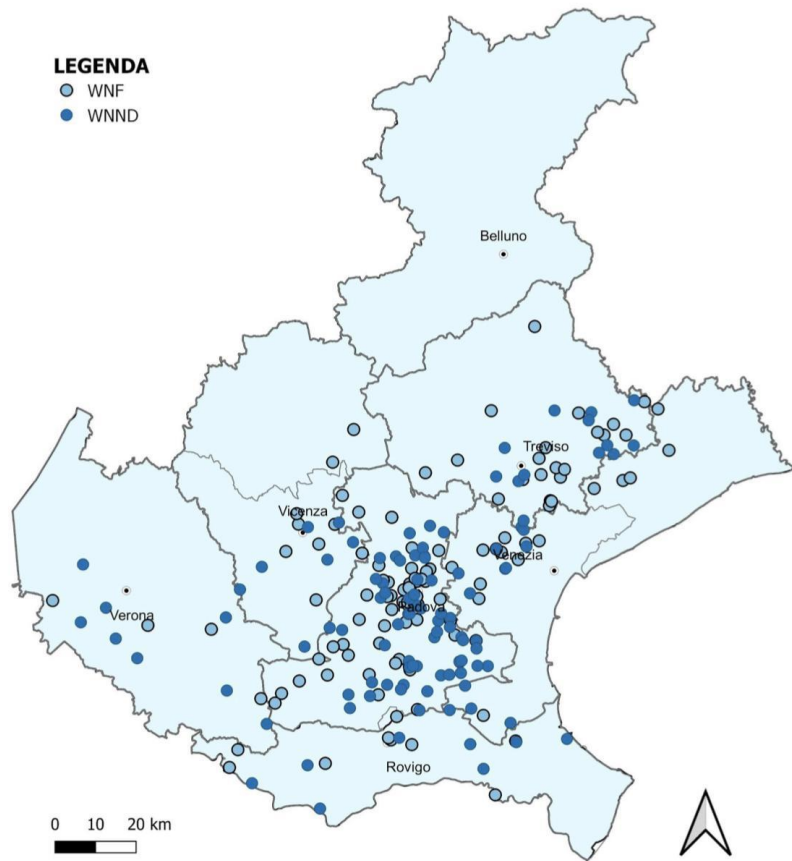 LEGENDA
WNF
WNND
Belluno
Treviso
Vicenza
Venezia
Verona
Padova
Rovigo
0 10 20 km